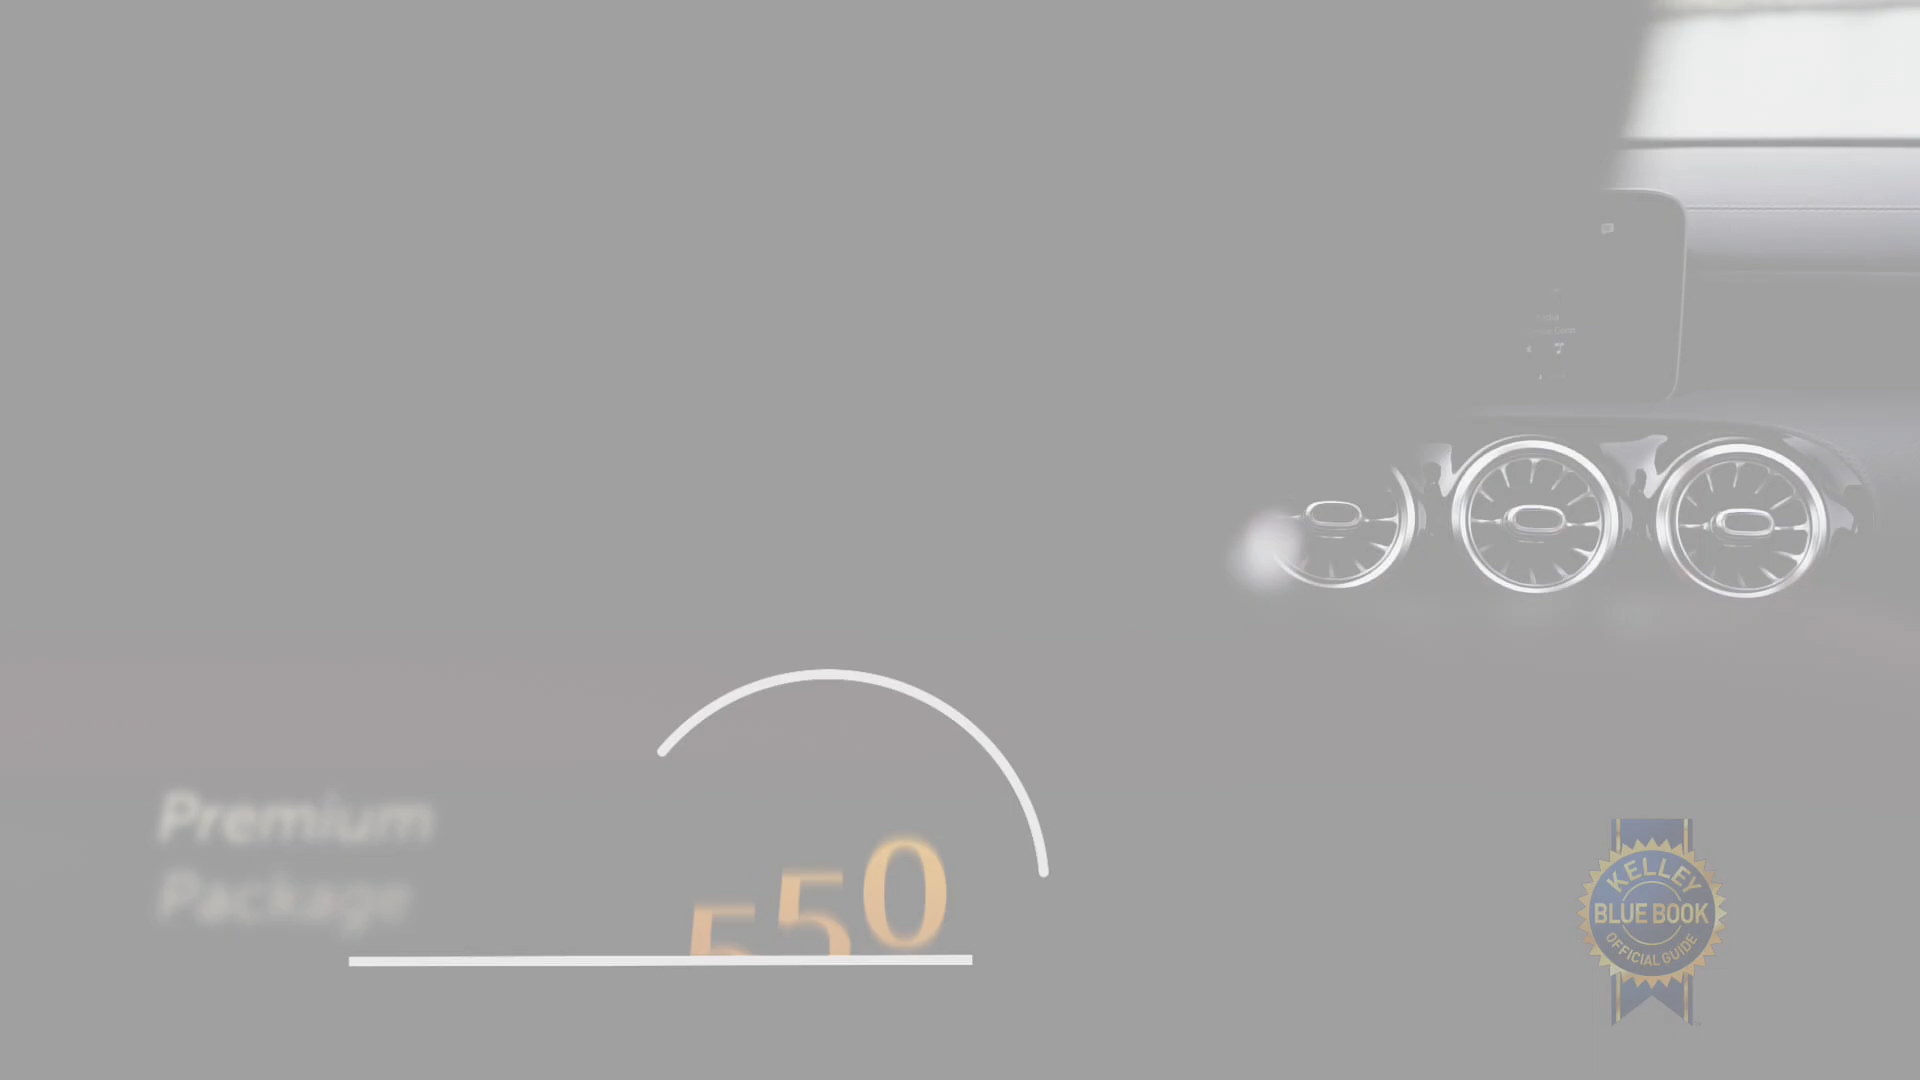 Premium
Package
550
KELLEY
BLUE BOOK
OFFICIAL GUIDE